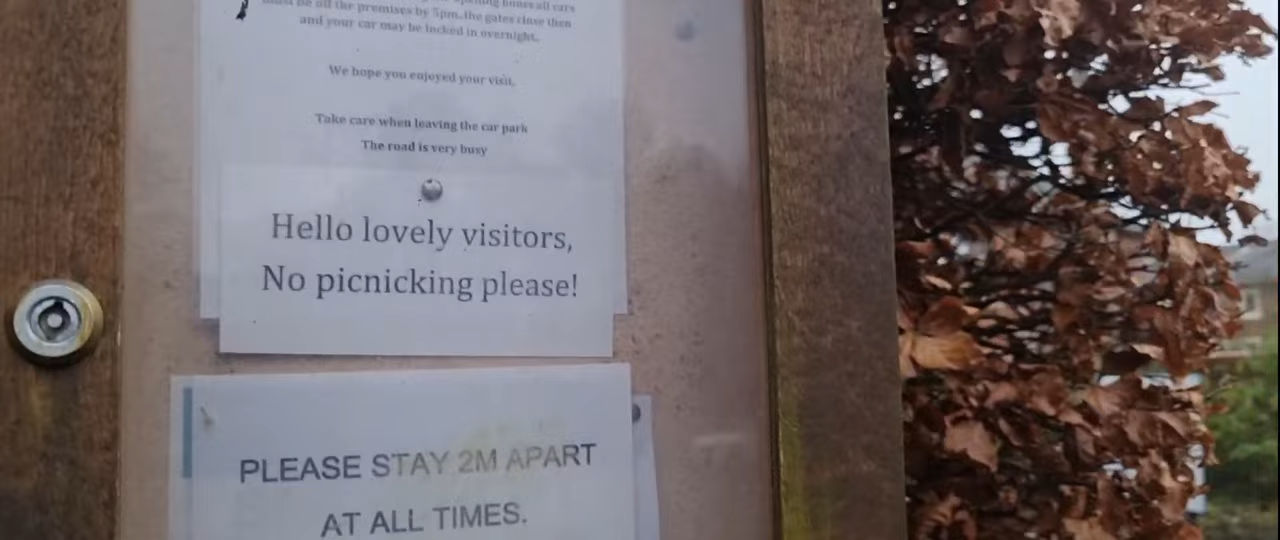 be off the premises by 5pm, the gates close then
and your car may be locked in overnight.
We hope you enjoyed your visit.
Take care when leaving the car park
The road is very busy
Hello lovely visitors,
No picnicking please!
PLEASE STAY 2M APART
AT ALL TIMES.